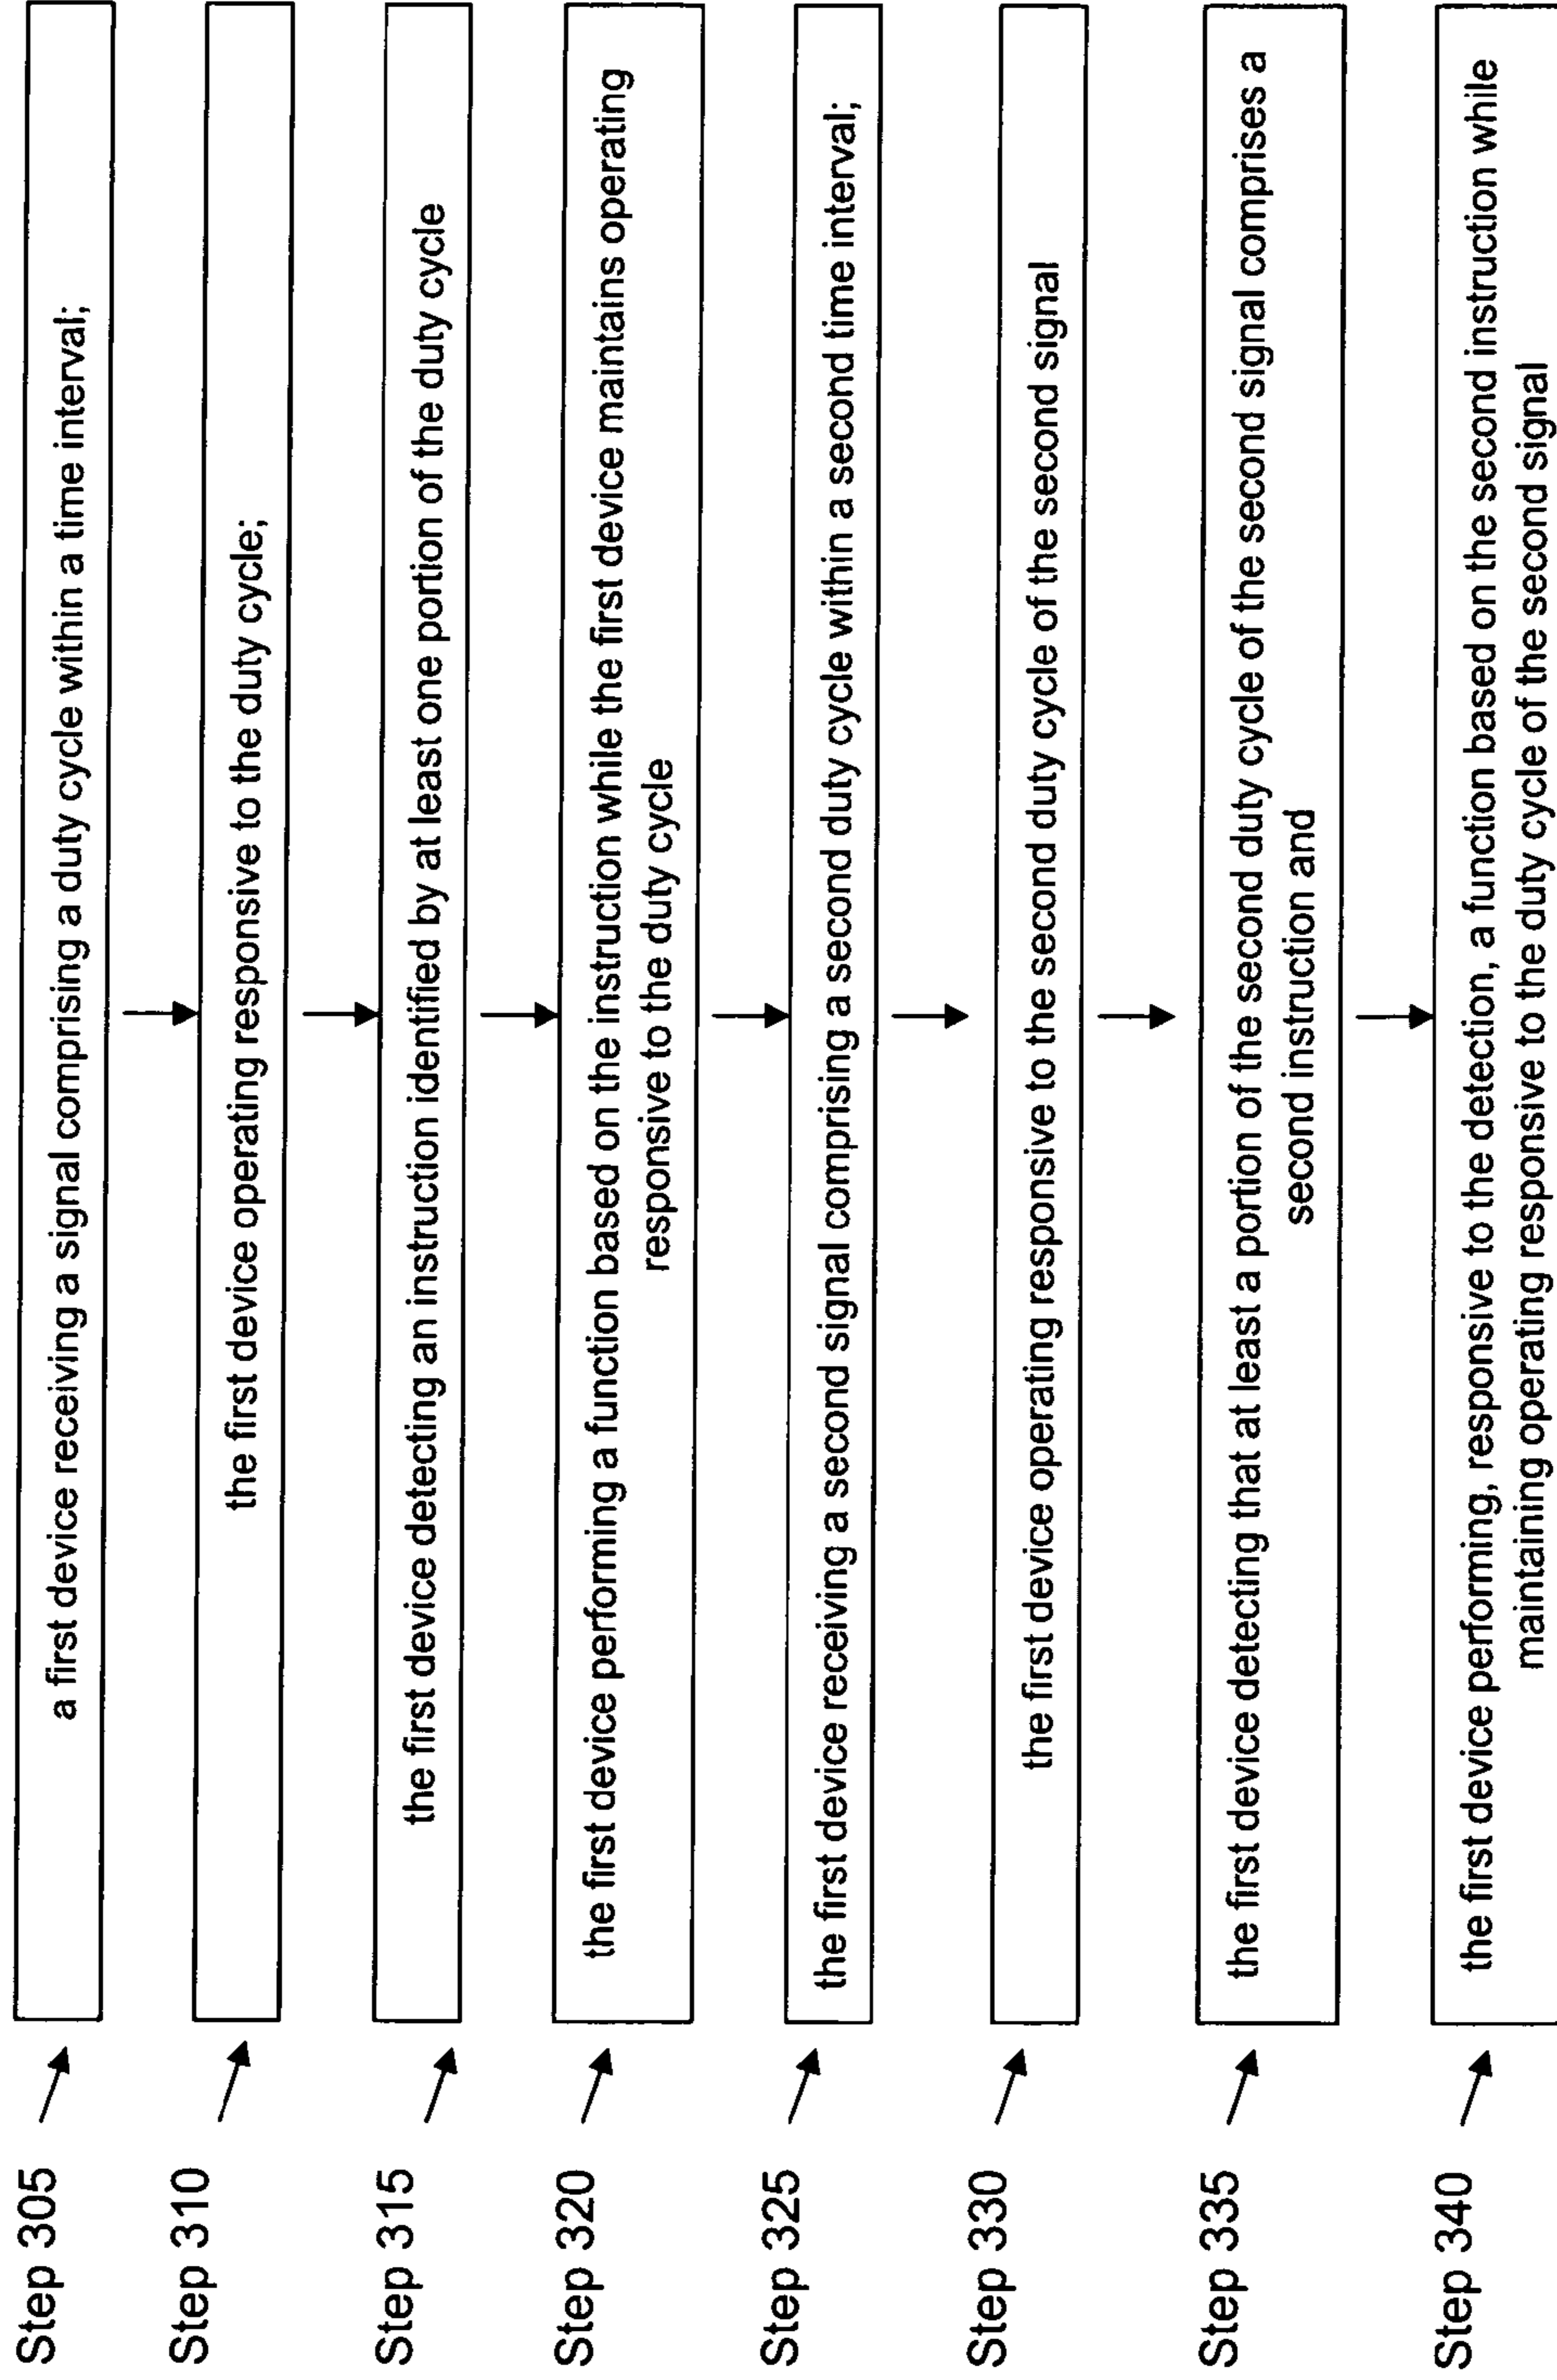 Step 305
a first device receiving a signal comprising a duty cycle within a time interval;
Step 310
the first device operating responsive to the duty cycle;
Step 315
the first device detecting an instruction identified by at least one portion of the duty cycle
Step 320
the first device performing a function based on the instruction while the first device maintains operating
responsive to the duty cycle
Step 325
the first device receiving a second signal comprising a second duty cycle within a second time interval;
Step 330
the first device operating responsive to the second duty cycle of the second signal
Step 335
the first device detecting that at least a portion of the second duty cycle of the second signal comprises a
second instruction and
Step 340
the first device performing, responsive to the detection, a function based on the second instruction while
maintaining operating responsive to the duty cycle of the second signal